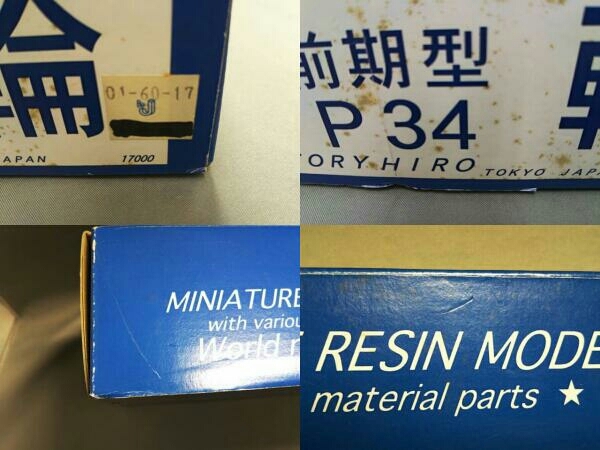 輪
01-60-17
JAPAN
17000
前期型
P34
TORY HIRO TOKYO JAPA
MINIATURE
with variou
World
RESIN MODE
material parts ★